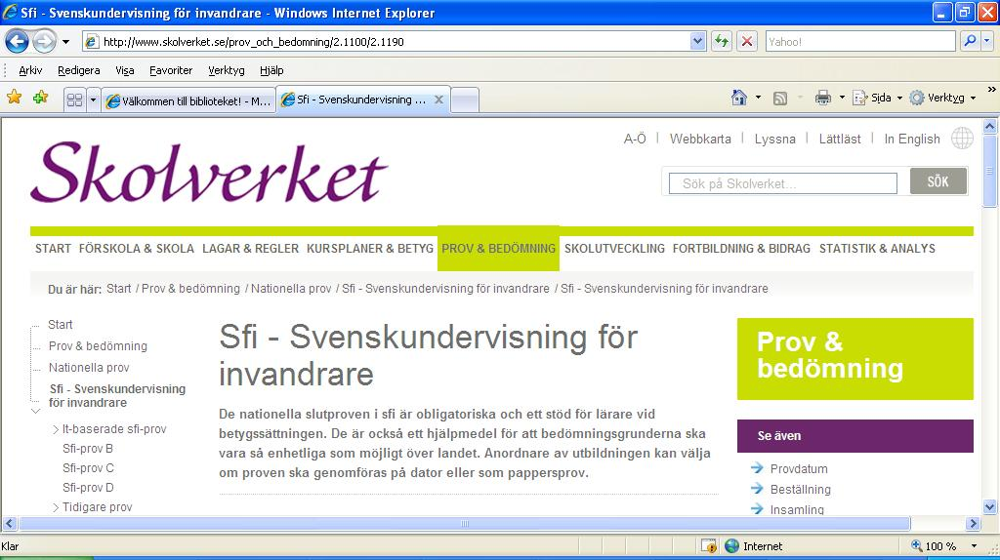 Sfi - Svenskundervisning för invandrare - Windows Internet Explorer
http://www.skolverket.se/prov_och_bedomning/2.1100/2.1190
Yahoo!
Arkiv Redigera Visa Favoriter Verktyg Hjälp
Välkommen till biblioteket! - M... Sfi - Svenskundervisning ... Sida Verktyg
A-Ö | Webbkarta | Lyssna | Lättläst | In English
Skolverket
Sök på Skolverket... SÖK
START FÖRSKOLA & SKOLA LAGAR & REGLER KURSPLANER & BETYG PROV & BEDÖMNING SKOLUTVECKLING FORTBILDNING & BIDRAG STATISTIK & ANALYS
Du är här: Start / Prov & bedömning / Nationella prov / Sfi - Svenskundervisning för invandrare / Sfi - Svenskundervisning för invandrare
Start
Prov & bedömning
Nationella prov
Sfi - Svenskundervisning
för invandrare
It-baserade sfi-prov
Sfi-prov B
Sfi-prov C
Sfi-prov D
Tidigare prov
Sfi - Svenskundervisning för
invandrare
De nationella slutproven i sfi är obligatoriska och ett stöd för lärare vid
betygssättningen. De är också ett hjälpmedel för att bedömningsgrunderna ska
vara så enhetliga som möjligt över landet. Anordnare av utbildningen kan välja
om proven ska genomföras på dator eller som pappersprov.
Prov &
bedömning
Se även
Provdatum
Beställning
Insamling
Klar Internet 100 %